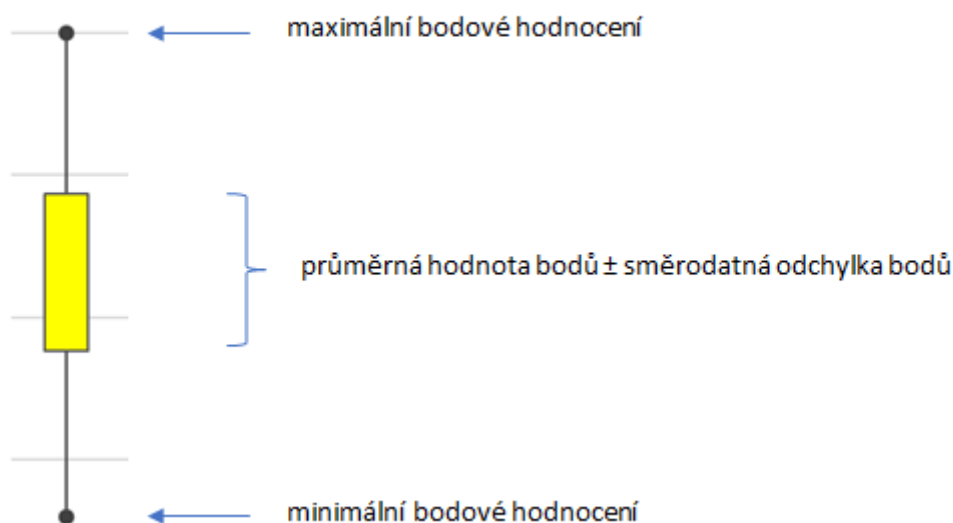 maximální bodové hodnocení
průměrná hodnota bodů ± směrodatná odchylka bodů
minimální bodové hodnocení